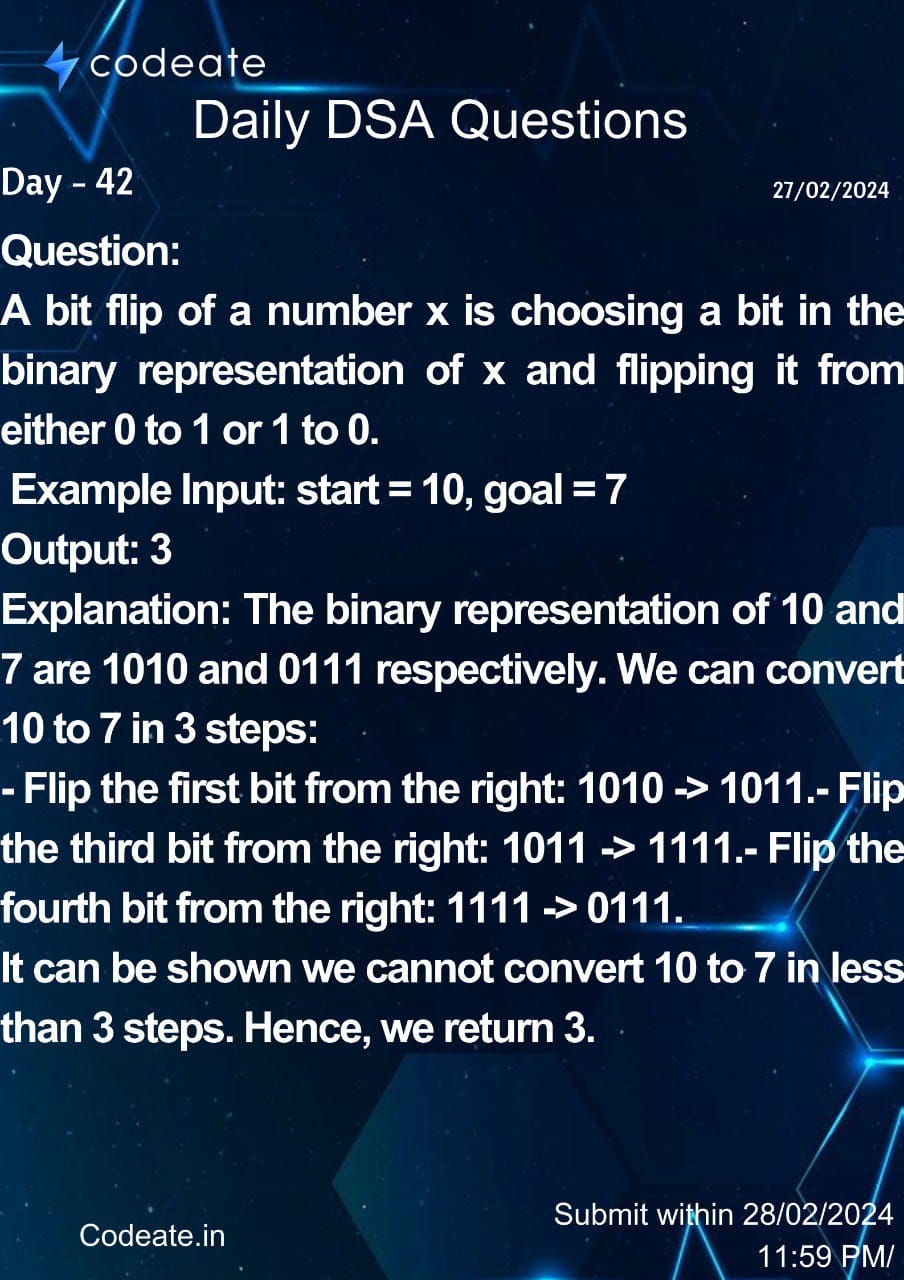 codeate
Daily DSA Questions
Day - 42
27/02/2024
Question:
A bit flip of a number x is choosing a bit in the
binary representation of x and flipping it from
either 0 to 1 or 1 to 0.
Example Input: start = 10, goal = 7
Output: 3
Explanation: The binary representation of 10 and
7 are 1010 and 0111 respectively. We can convert
10 to 7 in 3 steps:
- Flip the first bit from the right: 1010 -> 1011.- Flip
the third bit from the right: 1011 -> 1111.- Flip the
fourth bit from the right: 1111 -> 0111.
It can be shown we cannot convert 10 to 7 in less
than 3 steps. Hence, we return 3.
Codeate.in
Submit within 28/02/2024
11:59 PM/